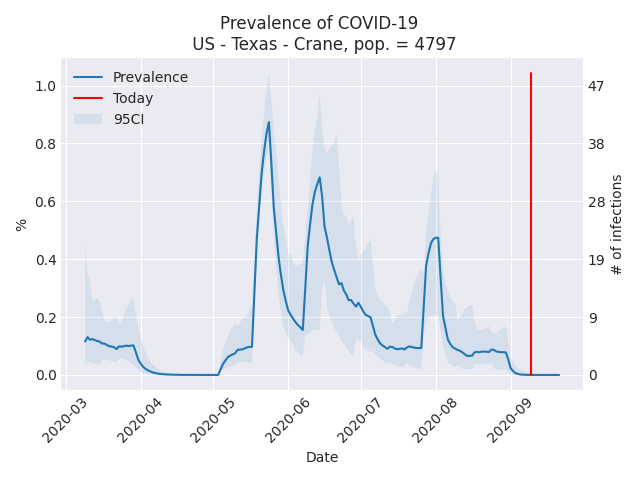 Prevalence of COVID-19
US - Texas - Crane, pop. = 4797
Prevalence
Today
95CI
1.0
0.8
0.6
0.4
0.2
0.0
%
47
38
28
19
9
0
# of infections
2020-03
2020-04
2020-05
2020-06
2020-07
2020-08
2020-09
Date